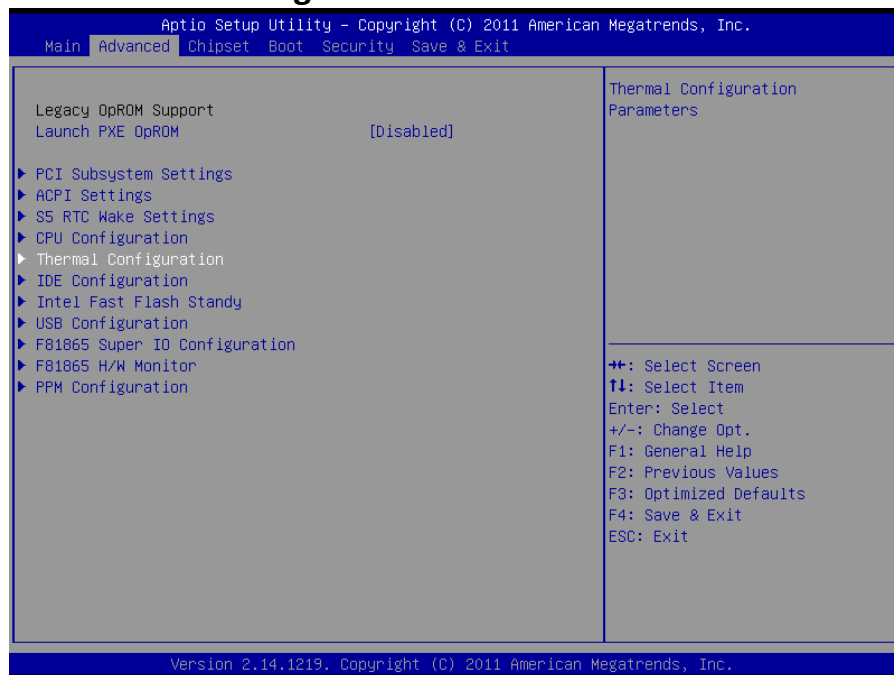 Aptio Setup Utility – Copyright (C) 2011 American Megatrends, Inc.
Main Advanced Chipset Boot Security Save & Exit
Legacy OpROM Support
Launch PXE OpROM [Disabled]
PCI Subsystem Settings
ACPI Settings
S5 RTC Wake Settings
CPU Configuration
Thermal Configuration
IDE Configuration
Intel Fast Flash Standy
USB Configuration
F81865 Super IO Configuration
F81865 H/W Monitor
PPM Configuration
Thermal Configuration
Parameters
→←: Select Screen
↑↓: Select Item
Enter: Select
+/-: Change Opt.
F1: General Help
F2: Previous Values
F3: Optimized Defaults
F4: Save & Exit
ESC: Exit
Version 2.14.1219. Copyright (C) 2011 American Megatrends, Inc.